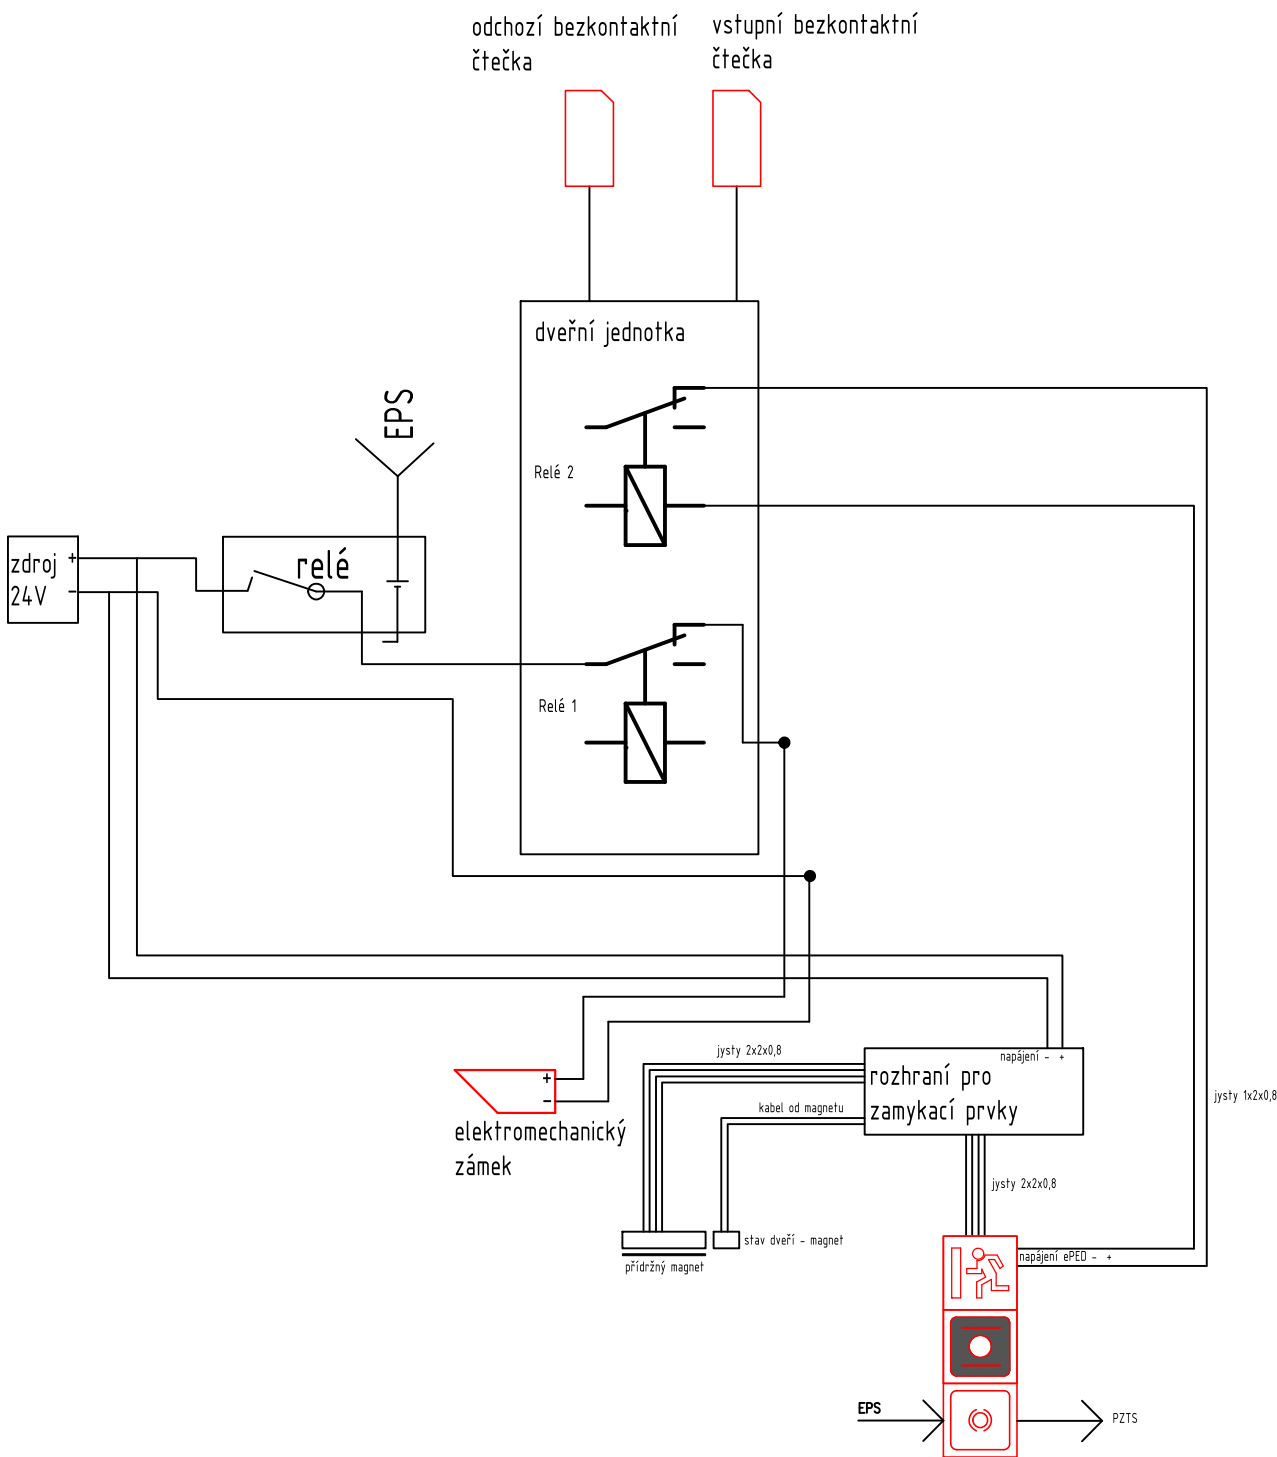 odchozí bezkontaktní
čtečka
vstupní bezkontaktní
čtečka
dveřní jednotka
EPS
Relé 2
relé
zdroj +
24V -
Relé 1
jysty 2x2x0,8
napájení - +
rozhraní pro
zamykací prvky
kabel od magnetu
+
-
elektromechanický
zámek
jysty 1x2x0,8
jysty 2x2x0,8
stav dveří - magnet
přídržný magnet
napájení ePED - +
EPS
PZTS